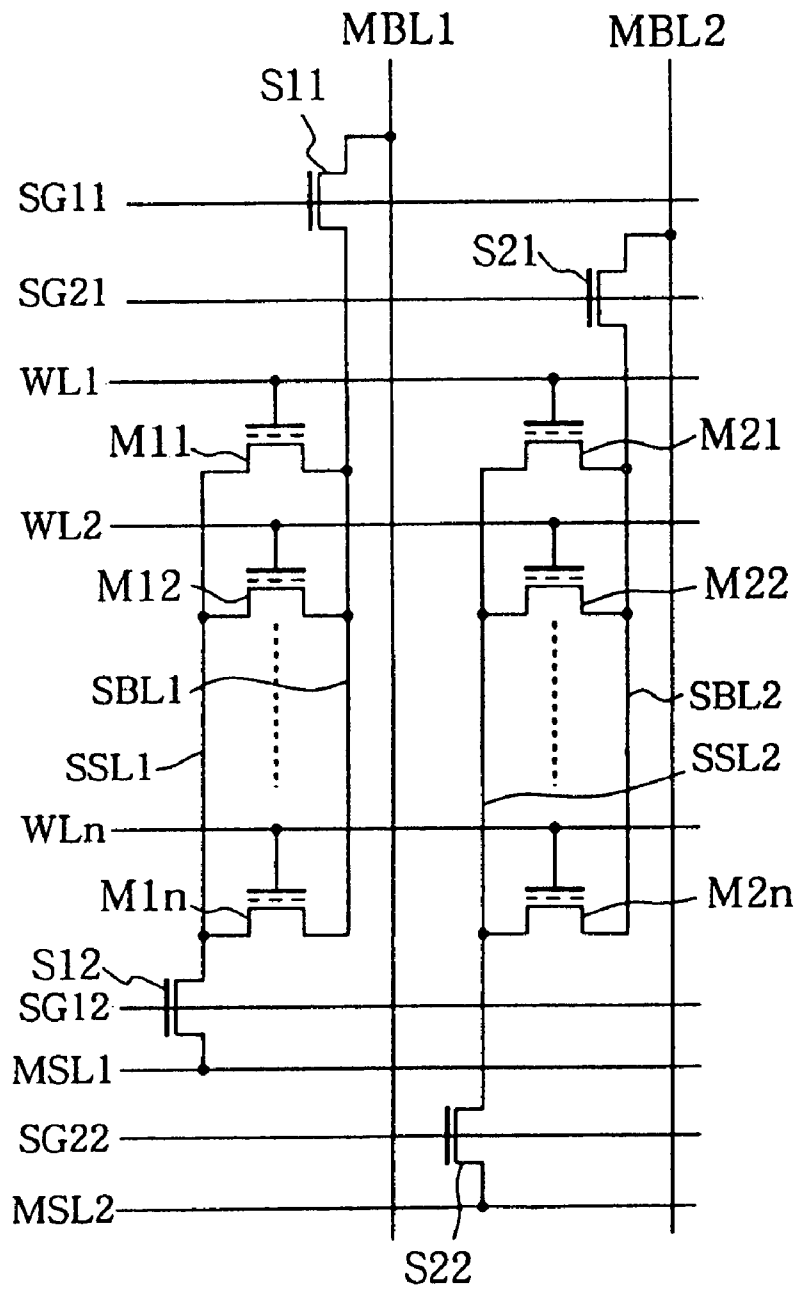 MBL1 MBL2
S11
SG11
S21
SG21
WL1
M11 M21
WL2
M12 M22
SBL1 SBL2
SSL1 SSL2
WLn
M1n M2n
S12
SG12
MSL1
SG22
MSL2
S22